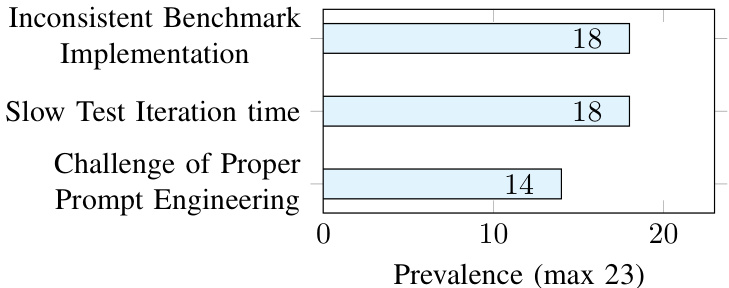 Inconsistent Benchmark
Implementation
18
Slow Test Iteration time
18
Challenge of Proper
Prompt Engineering
14
0 10 20
Prevalence (max 23)